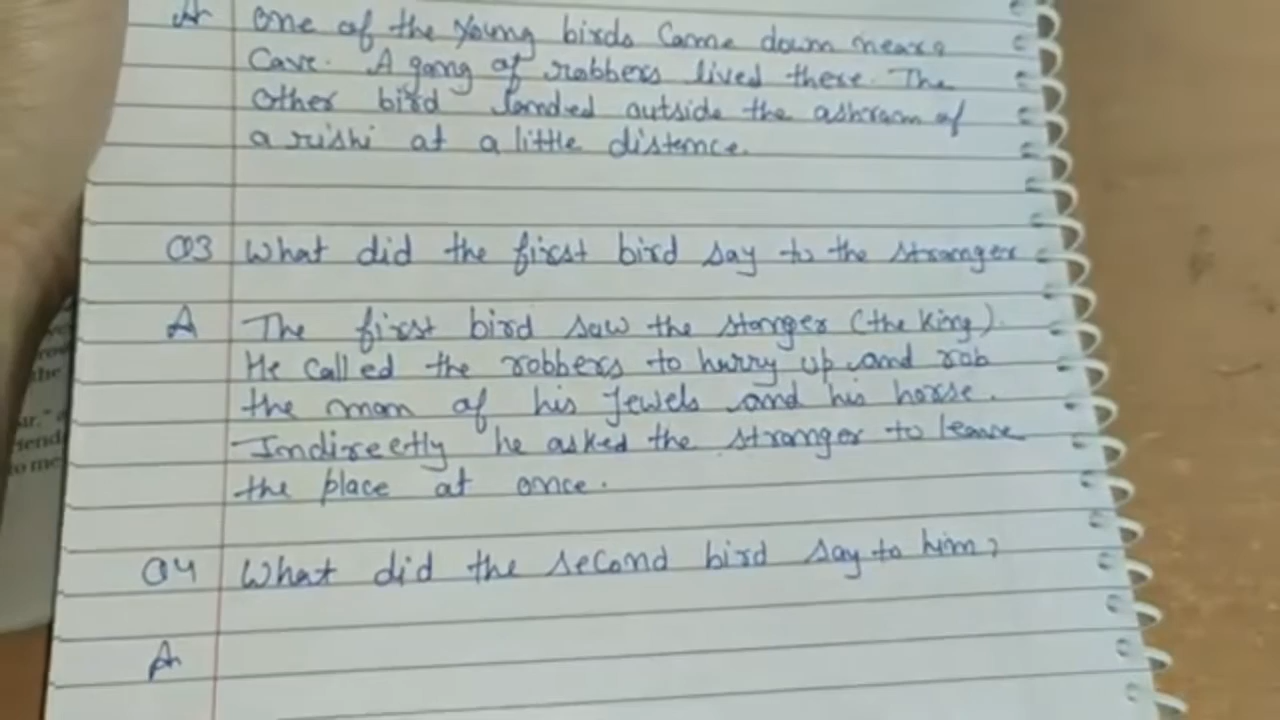 A One of the young birds came down near a
Cave. A gang of robbers lived there. The
other bird landed outside the ashram of
a rishi at a little distance.
Q3 What did the first bird say to the stranger
A The first bird saw the stanger (the King).
He called the robbers to hurry up and rob
the man of his jewels and his horse.
Indirectly he asked the stranger to leave
the place at once.
Q4 What did the second bird say to him?
A